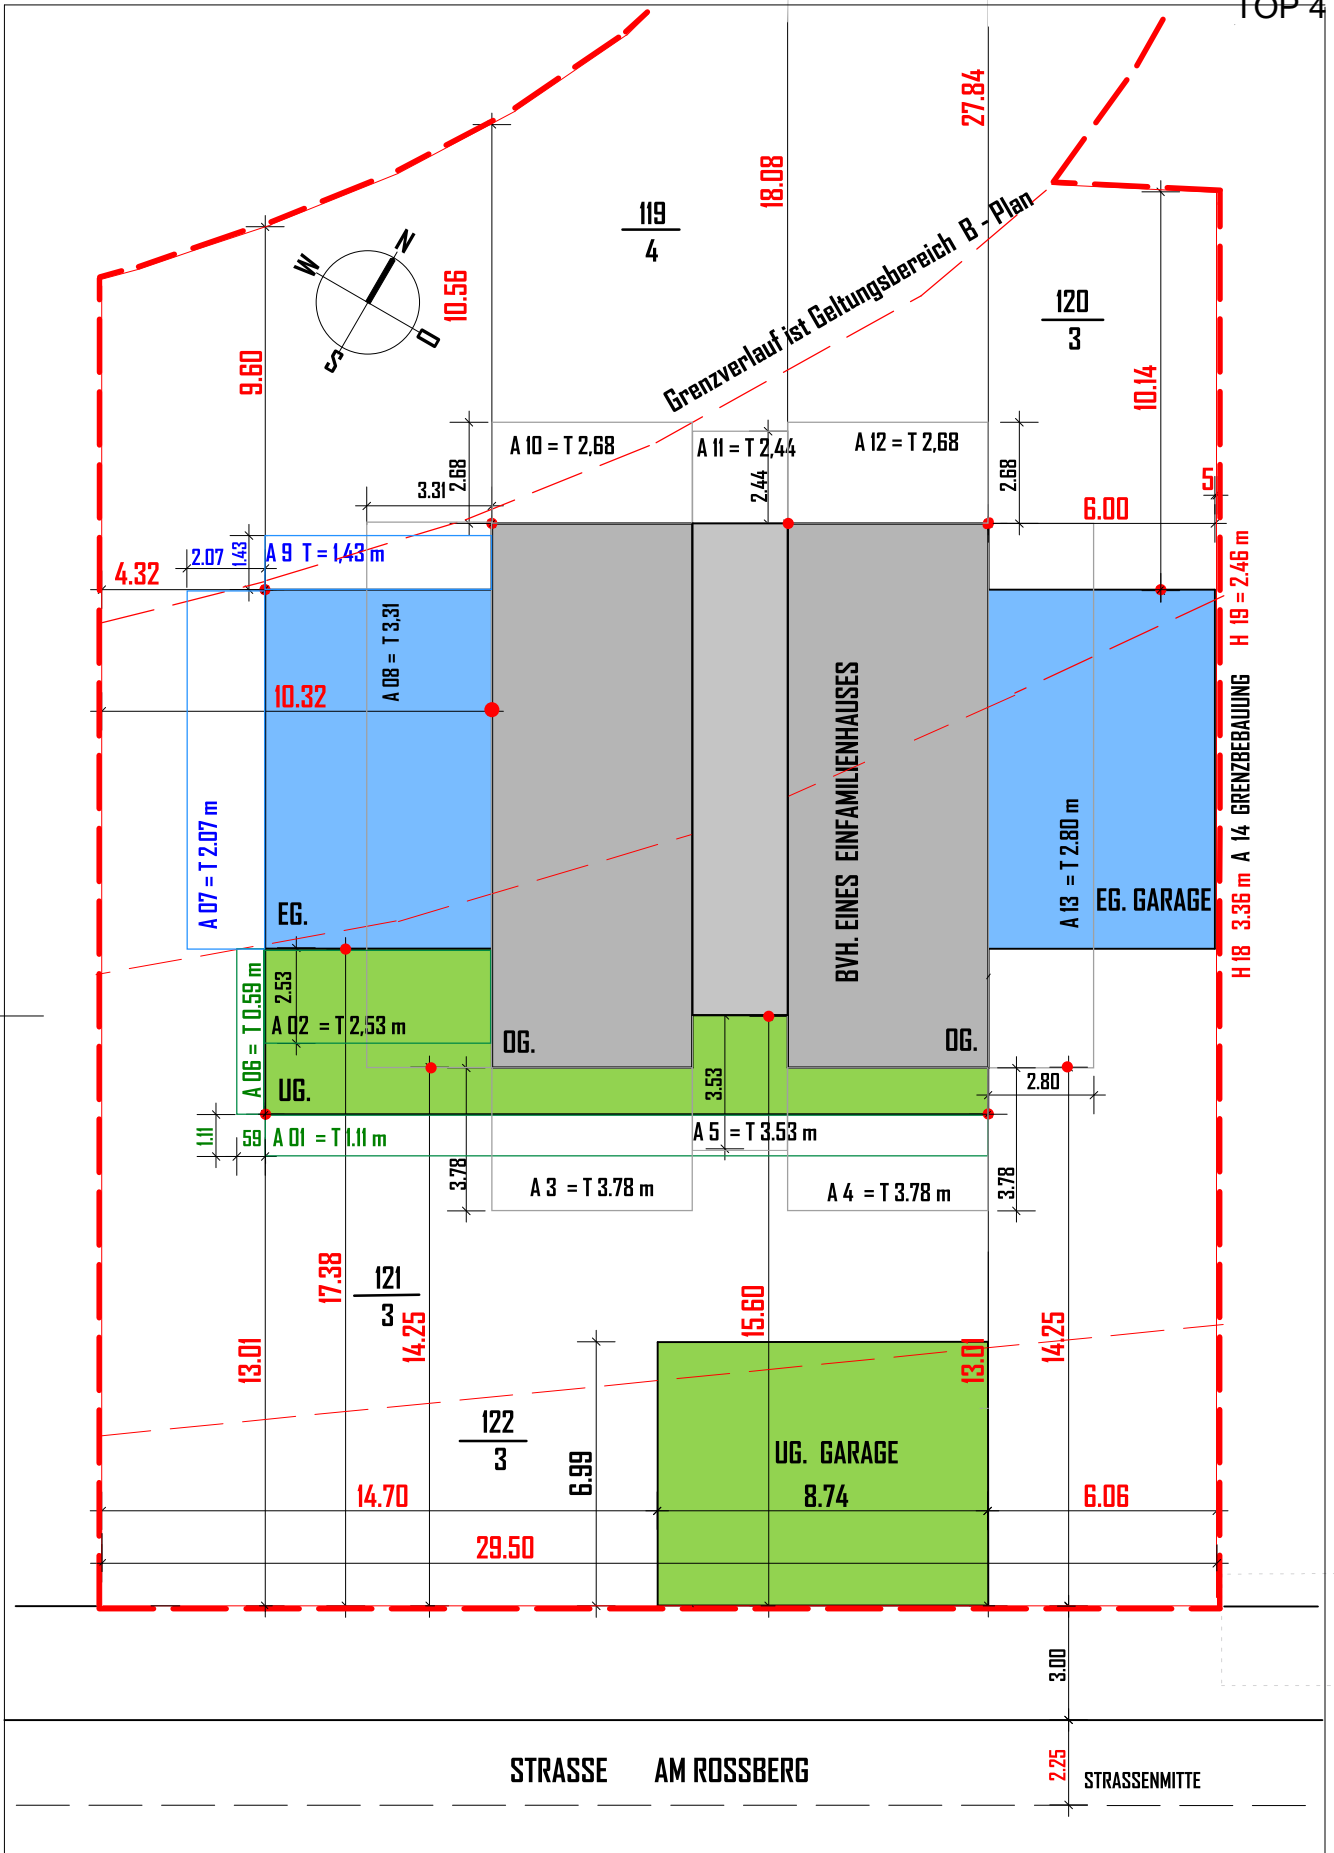 TOP 4
27.84
18.08
119
4
N
W
O
S
10.56
9.60
Grenzverlauf ist Geltungsbereich B - Plan
120
3
10.14
A 10 = T 2,68
A 11 = T 2,44
A 12 = T 2,68
2.68
2.44
2.68
3.31
5
6.00
2.07
1.43
A 9 T = 1,43 m
4.32
H 19 = 2.46 m
A 08 = T 3,31
10.32
BVH. EINES EINFAMILIENHAUSES
A 14 GRENZBEBAUUNG
A 07 = T 2.07 m
A 13 = T 2.80 m
EG.
EG. GARAGE
H 18 3.36 m
2.53
A 06 = T 0.59 m
A 02 = T 2,53 m
OG.
OG.
UG.
3.53
2.80
1.11
59
A 01 = T 1.11 m
A 5 = T 3.53 m
3.78
A 3 = T 3.78 m
A 4 = T 3.78 m
3.78
17.38
121
3
14.25
15.60
13.01
13.01
14.25
122
3
6.99
UG. GARAGE
14.70
8.74
6.06
29.50
3.00
STRASSE AM ROSSBERG
2.25
STRASSENMITTE